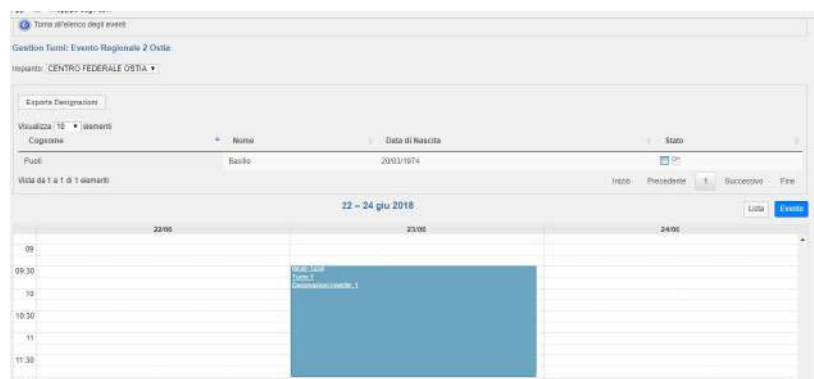 Torna all'elenco degli eventi
Gestion Turni: Evento Regionale 2 Ostia
Impianto: CENTRO FEDERALE OSTIA
Esporta Designazioni
Visualizza 10 elementi
Cognome Nome Data di Nascita Stato
Puoti Basilio 20/03/1974
Vista da 1 a 1 di 1 elementi Inizio Precedente 1 Successivo Fine
22 – 24 giu 2018 Lista Evento
22/06 23/06 24/06
09
09:30
Turni: 1
10
10:30
11
11:30